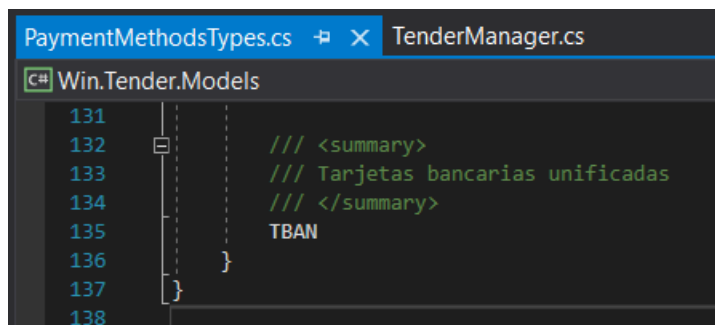 PaymentMethodsTypes.cs TenderManager.cs
C# Win.Tender.Models
131
132 /// <summary>
133 /// Tarjetas bancarias unificadas
134 /// </summary>
135 TBAN
136 }
137 }
138